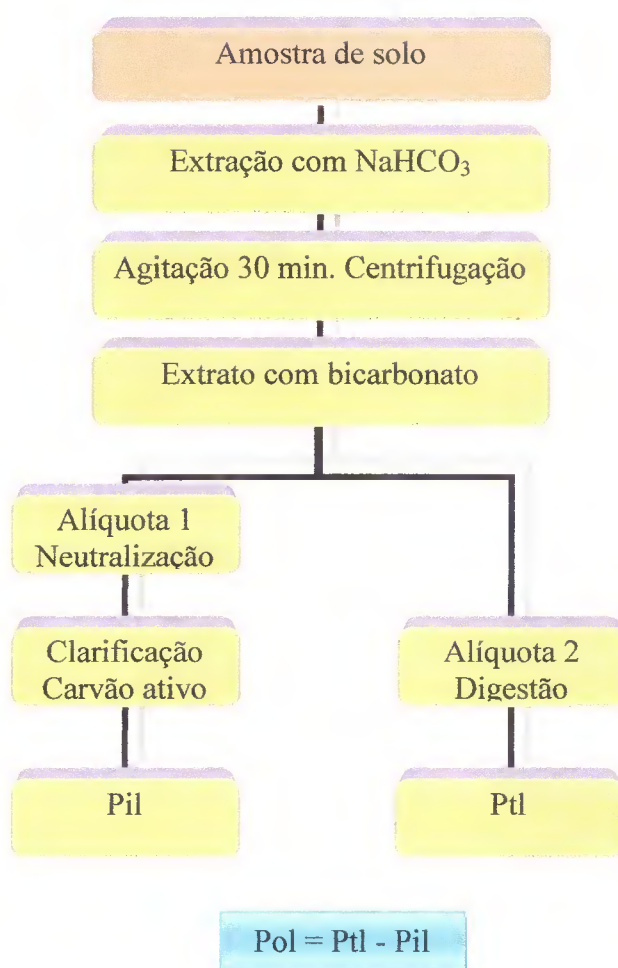 Amostra de solo
Extração com NaHCO₃
Agitação 30 min. Centrifugação
Extrato com bicarbonato
Alíquota 1
Neutralização
Clarificação
Carvão ativo
Alíquota 2
Digestão
Pil
Ptl
Pol = Ptl - Pil